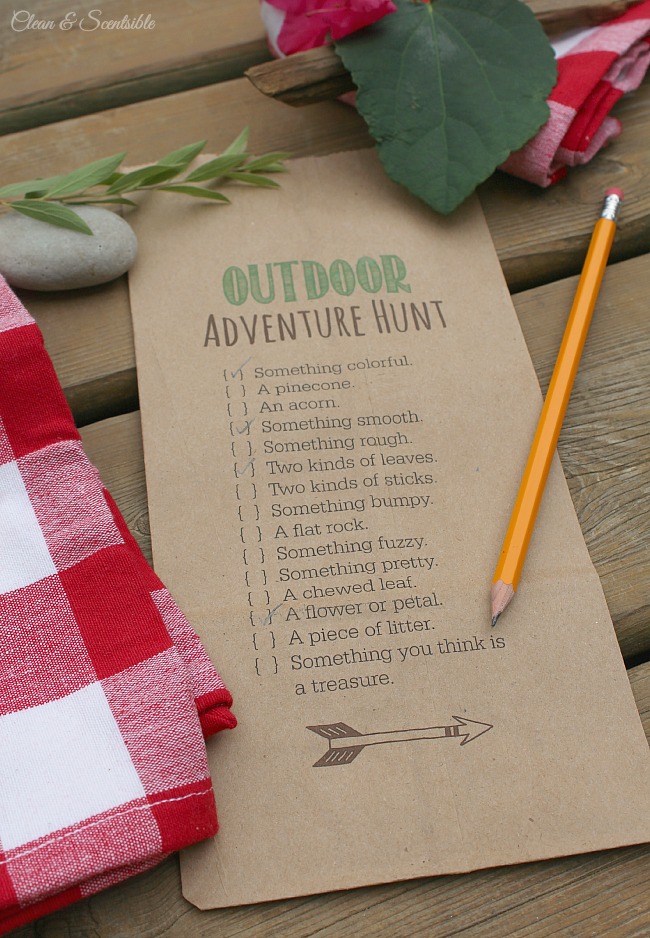 Clean & Scentsible
OUTDOOR
ADVENTURE HUNT
{✓} Something colorful.
{ } A pinecone.
{ } An acorn.
{✓} Something smooth.
{ } Something rough.
{✓} Two kinds of leaves.
{ } Two kinds of sticks.
{ } Something bumpy.
{ } A flat rock.
{ } Something fuzzy.
{ } Something pretty.
{ } A chewed leaf.
{✓} A flower or petal.
{ } A piece of litter.
{ } Something you think is
a treasure.